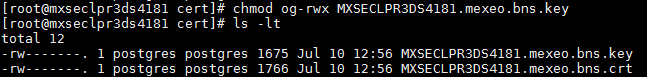 [root@mxseclpr3ds4181 cert]# chmod og-rwx MXSECLPR3DS4181.mexeo.bns.key
[root@mxseclpr3ds4181 cert]# ls -lt
total 12
-rw-------. 1 postgres postgres 1675 Jul 10 12:56 MXSECLPR3DS4181.mexeo.bns.key
-rw-------. 1 postgres postgres 1766 Jul 10 12:56 MXSECLPR3DS4181.mexeo.bns.crt